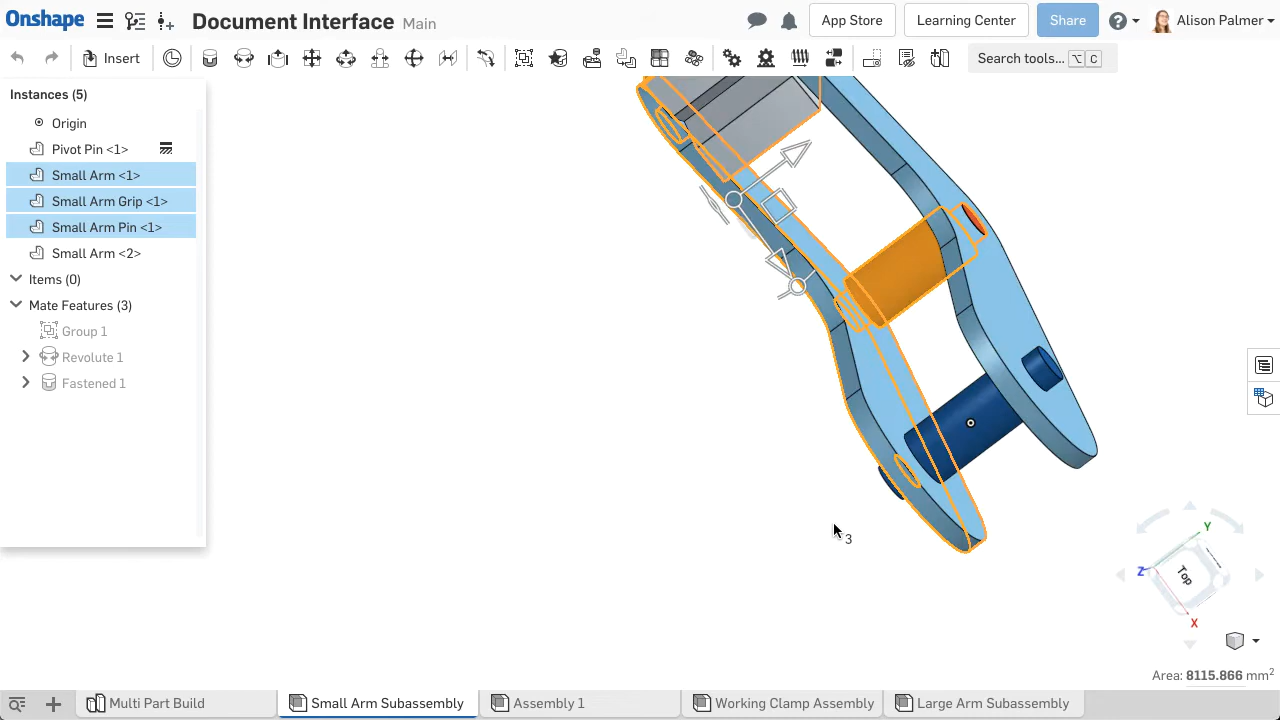 Onshape Document Interface Main App Store Learning Center Share Alison Palmer
Insert Search tools... ⌥ C
Instances (5)
Origin
Pivot Pin <1>
Small Arm <1>
Small Arm Grip <1>
Small Arm Pin <1>
Small Arm <2>
Items (0)
Mate Features (3)
Group 1
Revolute 1
Fastened 1
3
Y
Z
Top
X
Area: 8115.866 mm²
Multi Part Build Small Arm Subassembly Assembly 1 Working Clamp Assembly Large Arm Subassembly